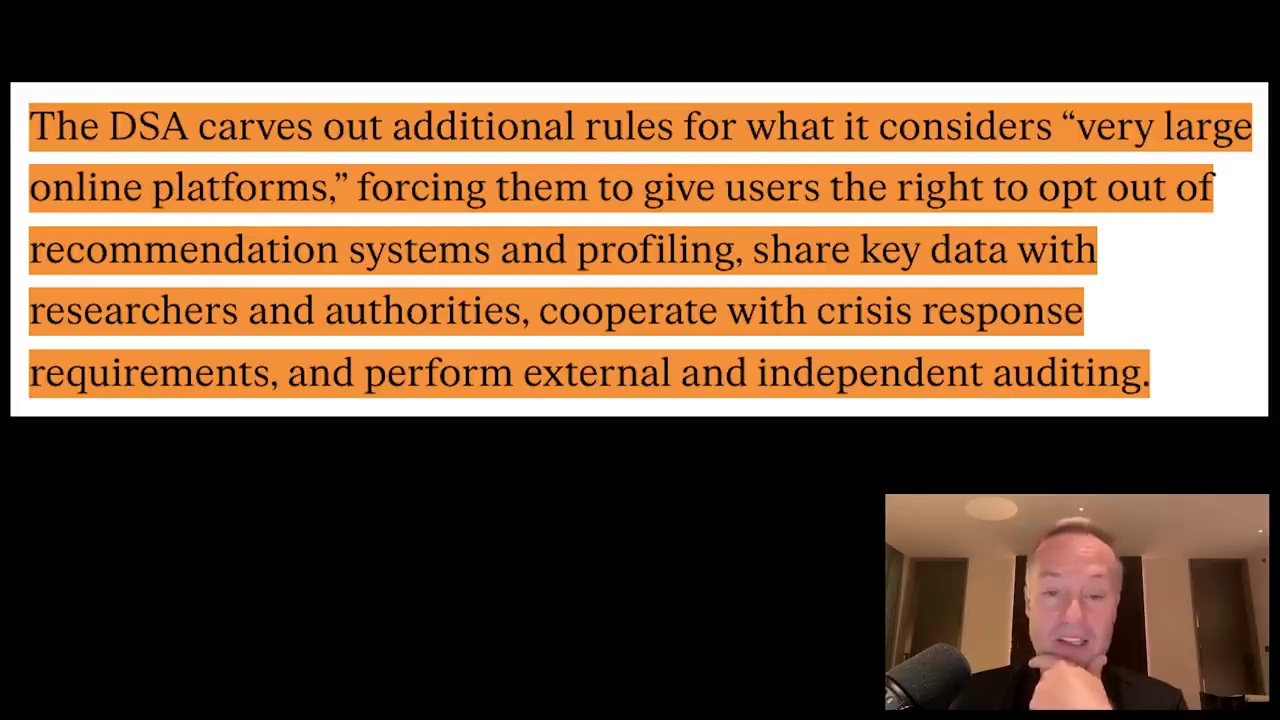 The DSA carves out additional rules for what it considers “very large
online platforms,” forcing them to give users the right to opt out of
recommendation systems and profiling, share key data with
researchers and authorities, cooperate with crisis response
requirements, and perform external and independent auditing.